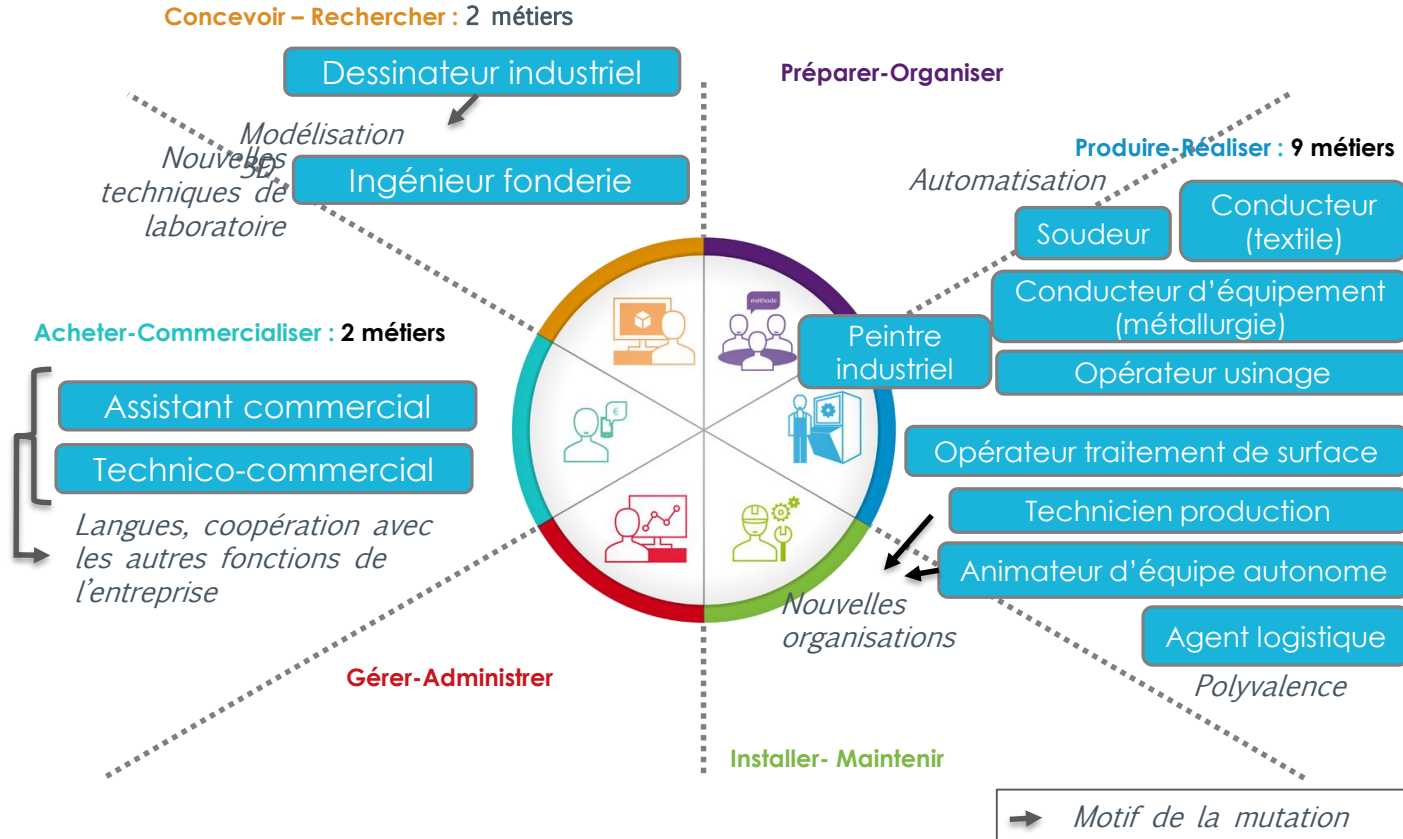 Concevoir – Rechercher : 2 métiers
Dessinateur industriel
Modélisation
3D
Nouvelles
techniques de
laboratoire
Ingénieur fonderie
Préparer-Organiser
Produire-Réaliser : 9 métiers
Automatisation
Soudeur
Conducteur
(textile)
Conducteur d’équipement
(métallurgie)
Peintre
industriel
Opérateur usinage
Opérateur traitement de surface
Technicien production
Animateur d’équipe autonome
Nouvelles
organisations
Agent logistique
Polyvalence
Acheter-Commercialiser : 2 métiers
Assistant commercial
Technico-commercial
Langues, coopération avec
les autres fonctions de
l’entreprise
méthode
€
Gérer-Administrer
Installer- Maintenir
Motif de la mutation